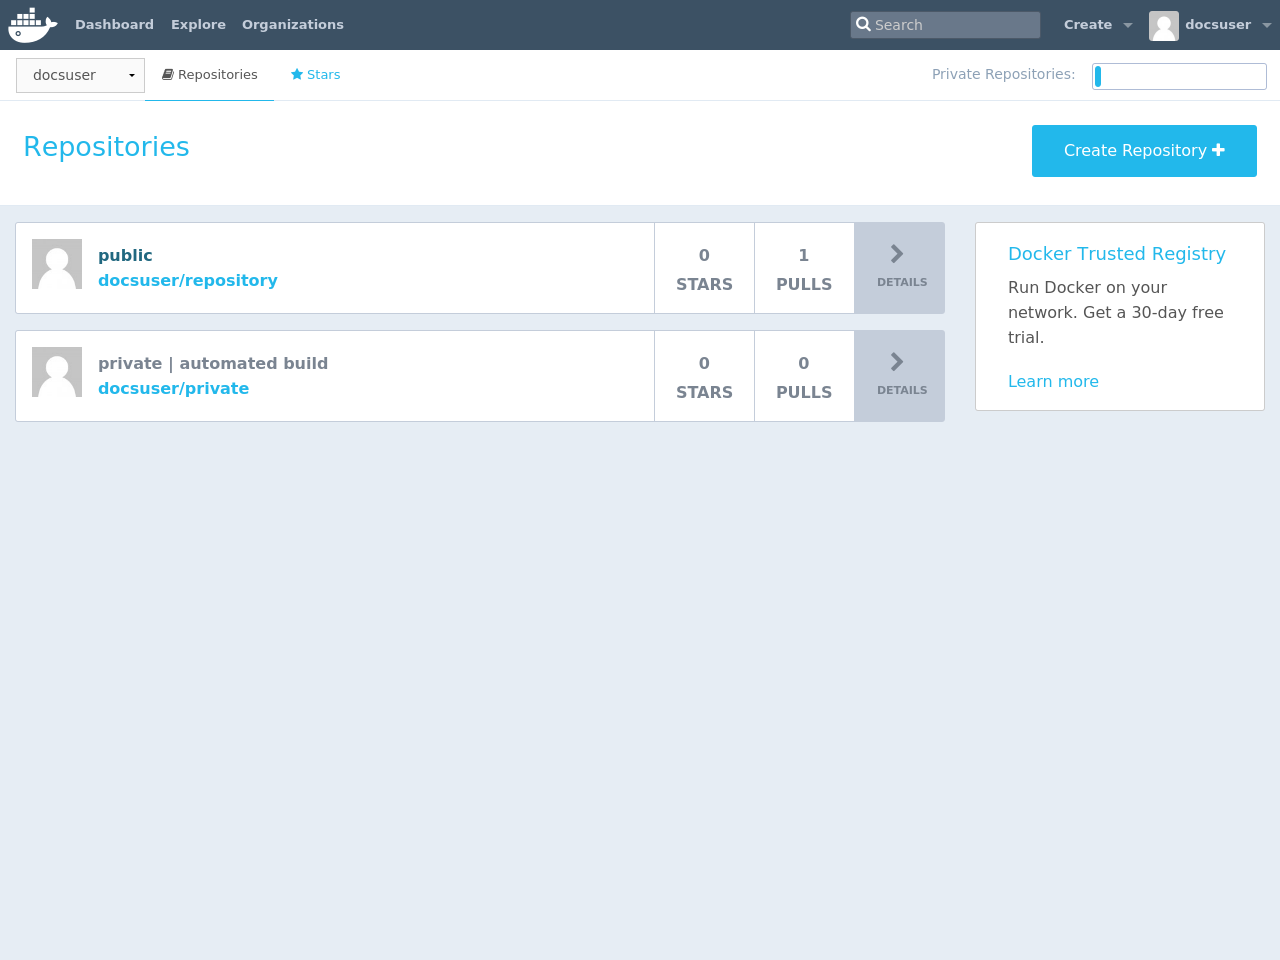 Dashboard Explore Organizations Search Create docsuser
docsuser Repositories Stars Private Repositories:
Repositories
Create Repository
public
docsuser/repository
0
STARS
1
PULLS
DETAILS
private | automated build
docsuser/private
0
STARS
0
PULLS
DETAILS
Docker Trusted Registry
Run Docker on your
network. Get a 30-day free
trial.
Learn more